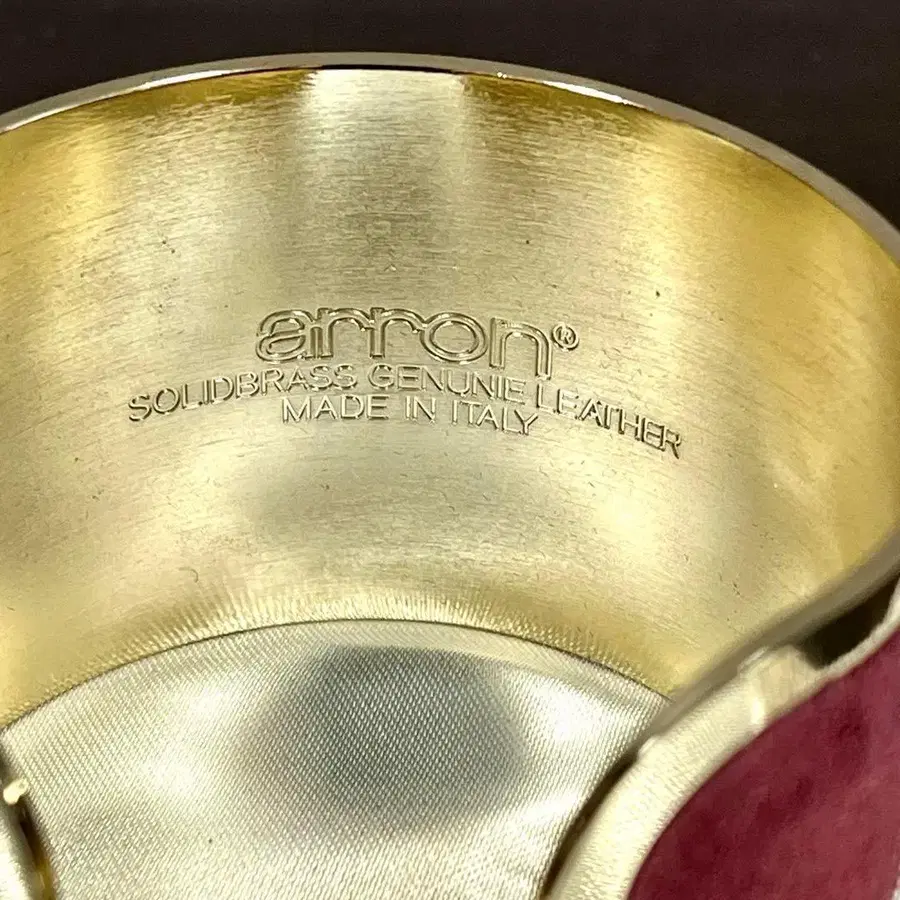 arron®
SOLIDBRASS GENUNIE LEATHER
MADE IN ITALY